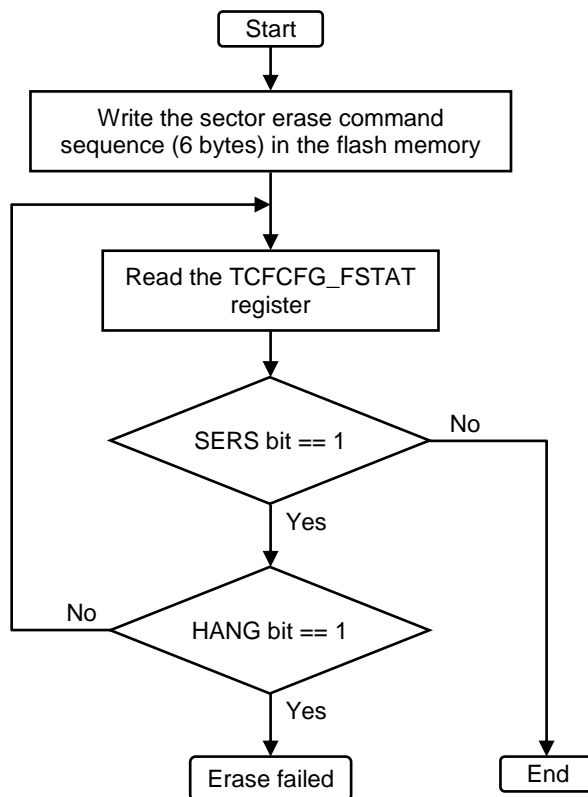 Start
Write the sector erase command
sequence (6 bytes) in the flash memory
Read the TCFCFG_FSTAT
register
SERS bit == 1
No
Yes
No
HANG bit == 1
Yes
Erase failed
End